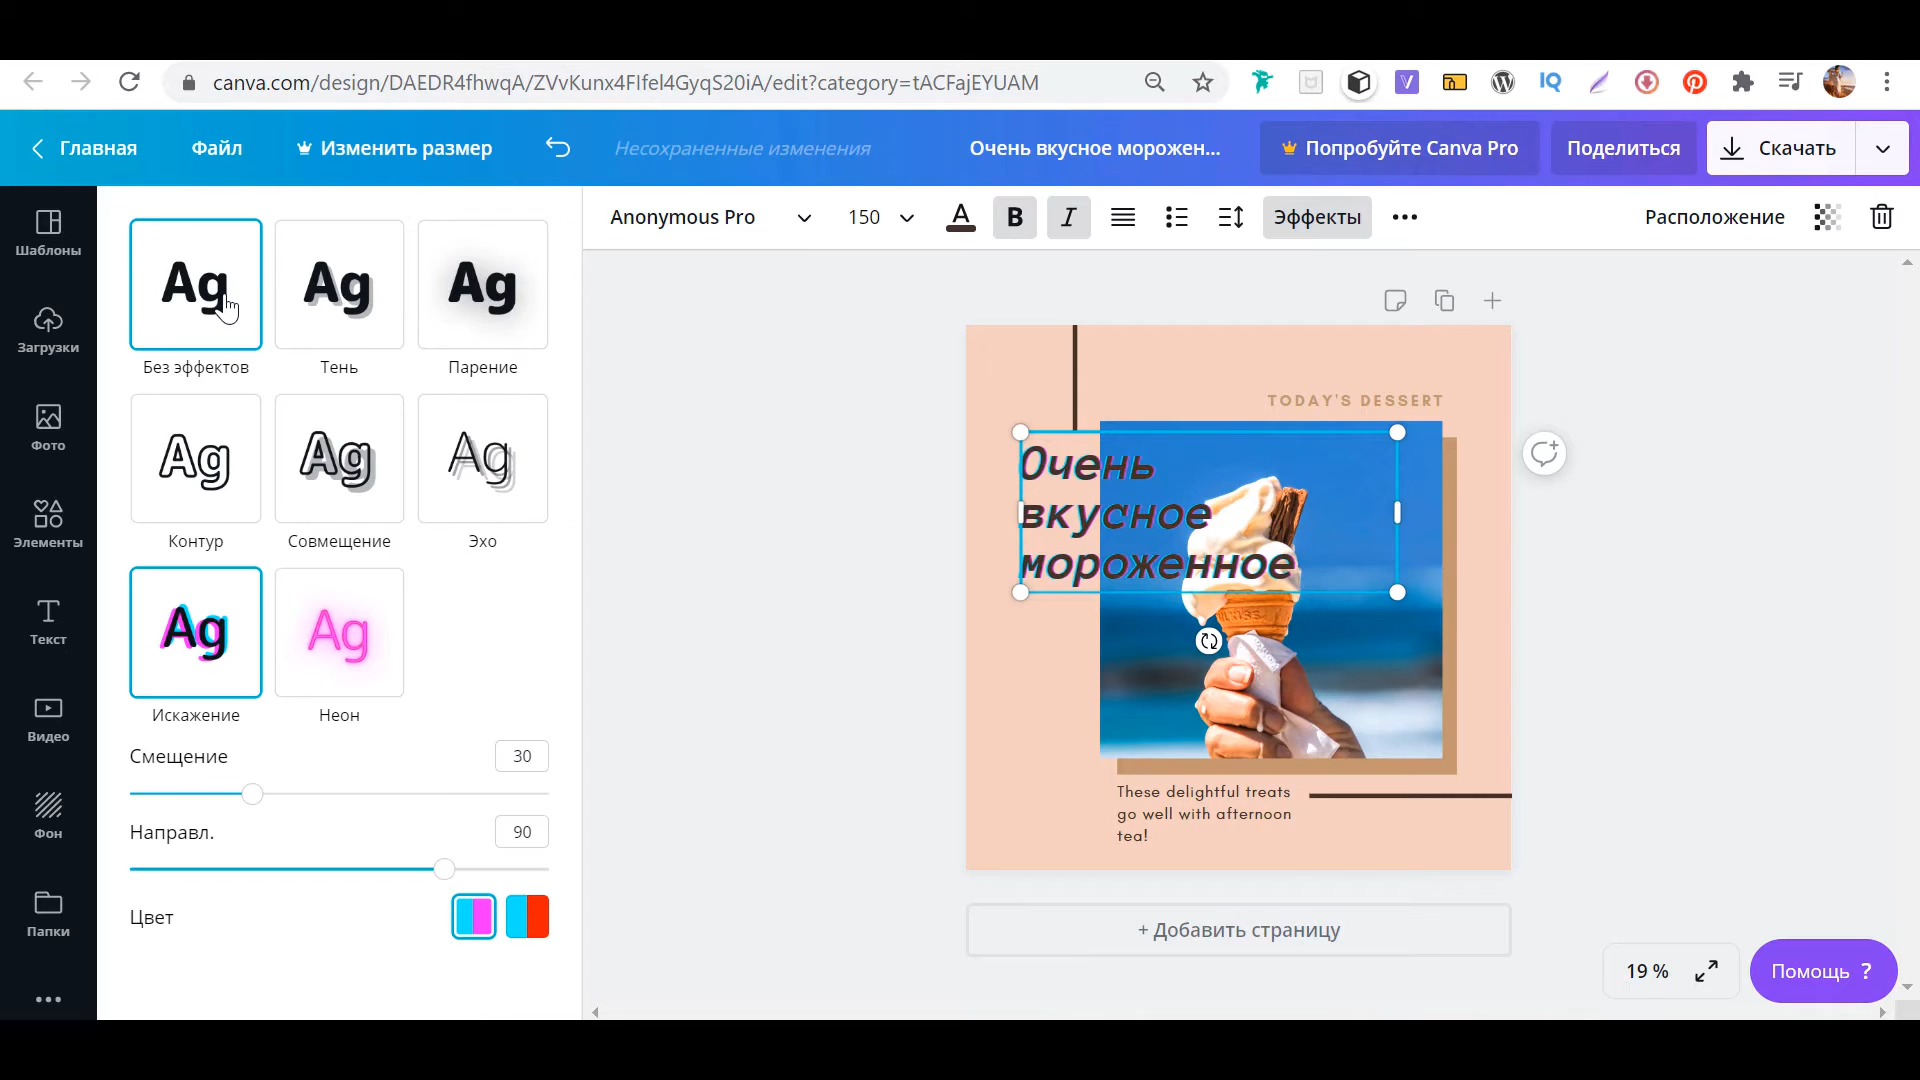 canva.com/design/DAEDR4fhwqA/ZVvKunx4FIfel4GyqS20iA/edit?category=tACFajEYUAM
Главная
Файл
Изменить размер
Несохраненные изменения
Очень вкусное морожен...
Попробуйте Canva Pro
Поделиться
Скачать
Шаблоны
Загрузки
Фото
Элементы
Текст
Видео
Фон
Папки
Anonymous Pro
150
A
B
I
Эффекты
Расположение
Ag
Ag
Ag
Без эффектов
Тень
Парение
Ag
Ag
Ag
Контур
Совмещение
Эхо
Ag
Ag
Искажение
Неон
Смещение
30
Направл.
90
Цвет
TODAY'S DESSERT
Очень
вкусное
мороженное
These delightful treats
go well with afternoon
tea!
+ Добавить страницу
19 %
Помощь ?